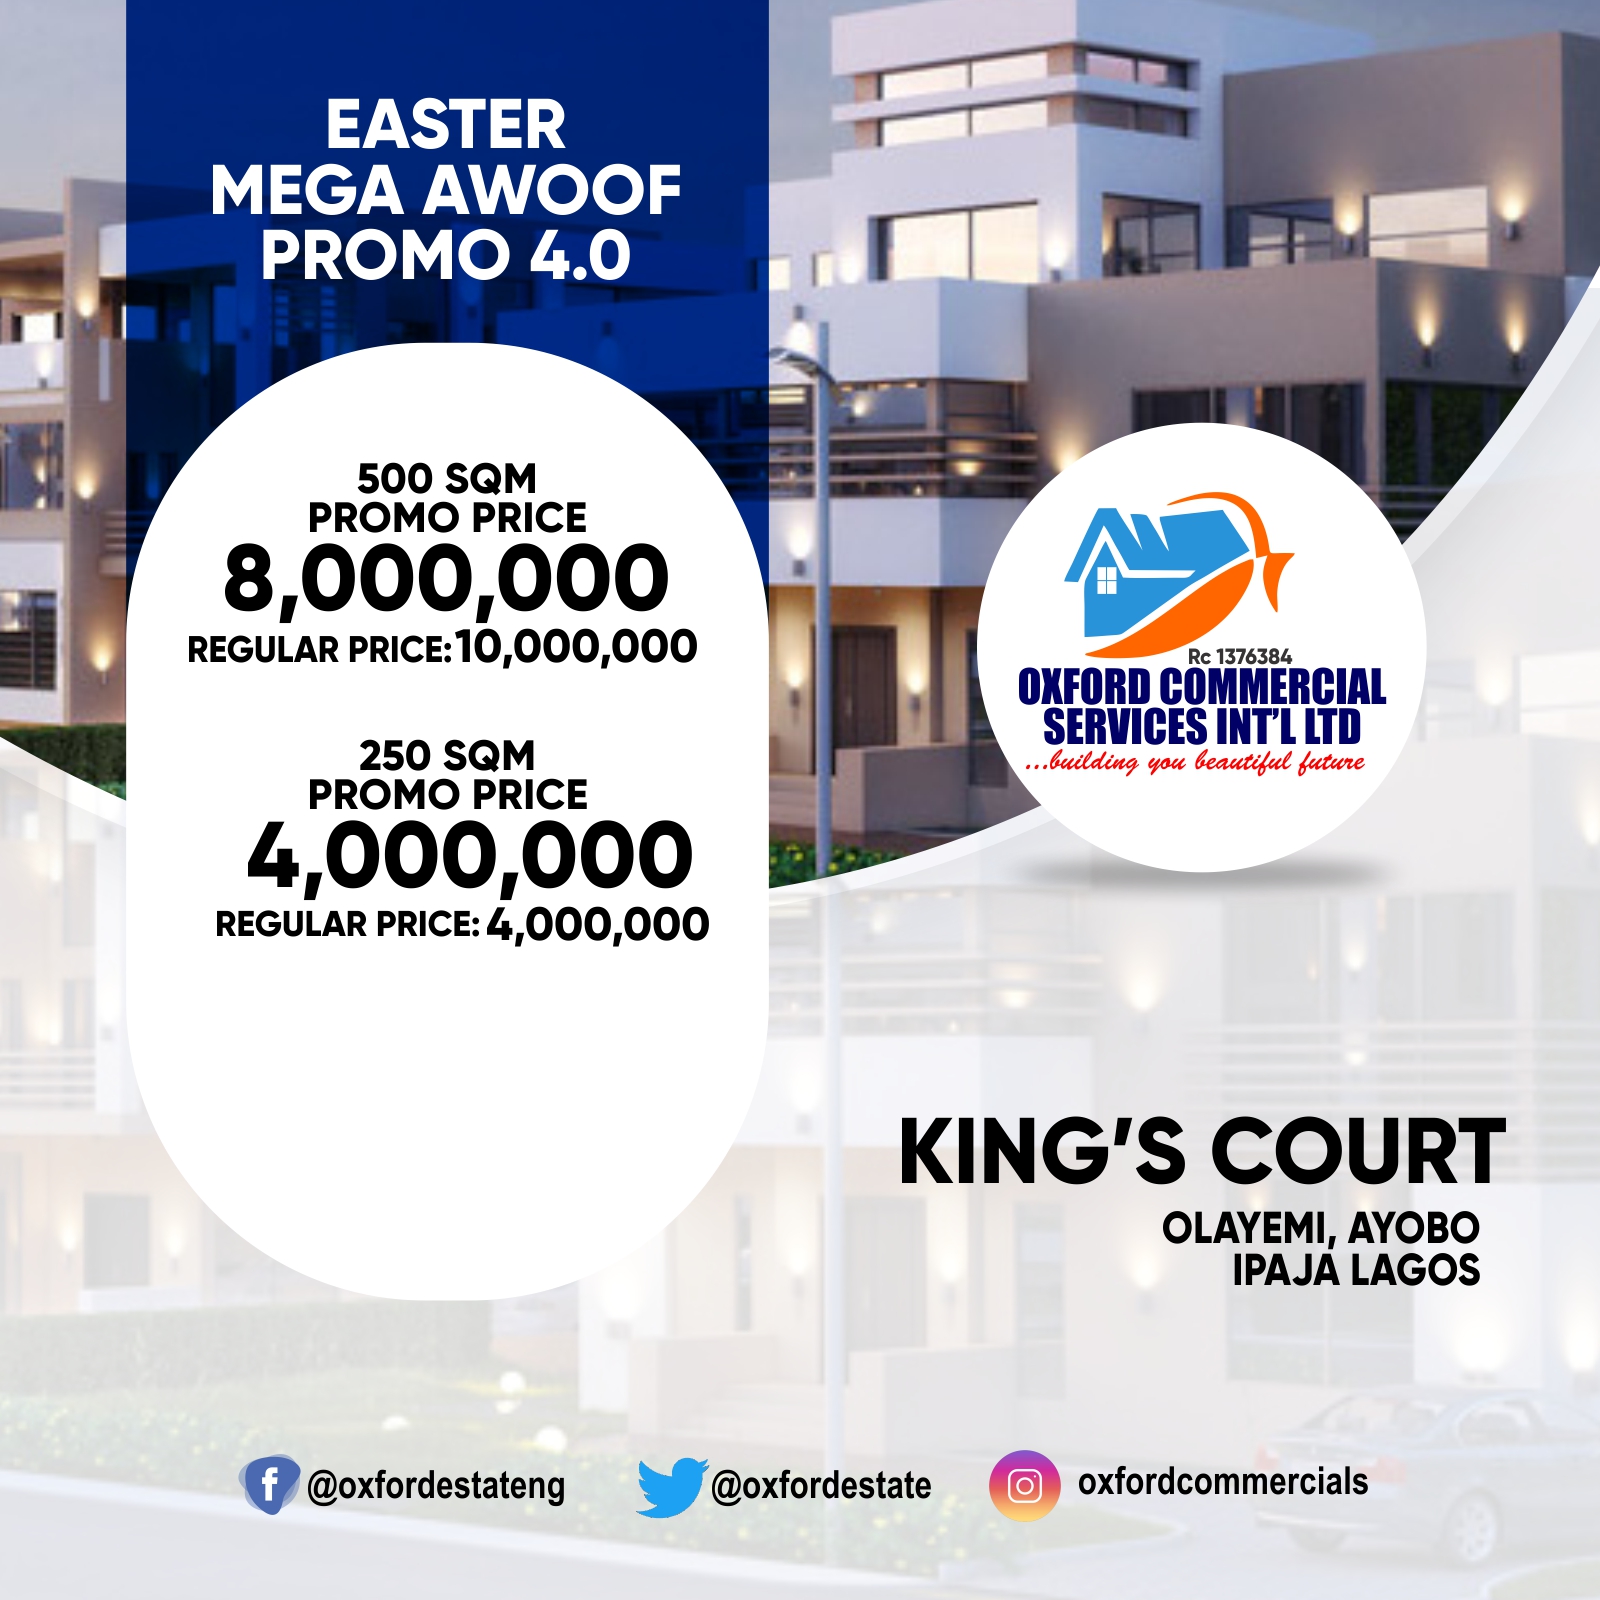 EASTER
MEGA AWOOF
PROMO 4.0
500 SQM
PROMO PRICE
8,000,000
REGULAR PRICE: 10,000,000
250 SQM
PROMO PRICE
4,000,000
REGULAR PRICE: 4,000,000
Rc 1376384
OXFORD COMMERCIAL
SERVICES INT'L LTD
...building you beautiful future
KING'S COURT
OLAYEMI, AYOBO
IPAJA LAGOS
@oxfordestateng
@oxfordestate
oxfordcommercials